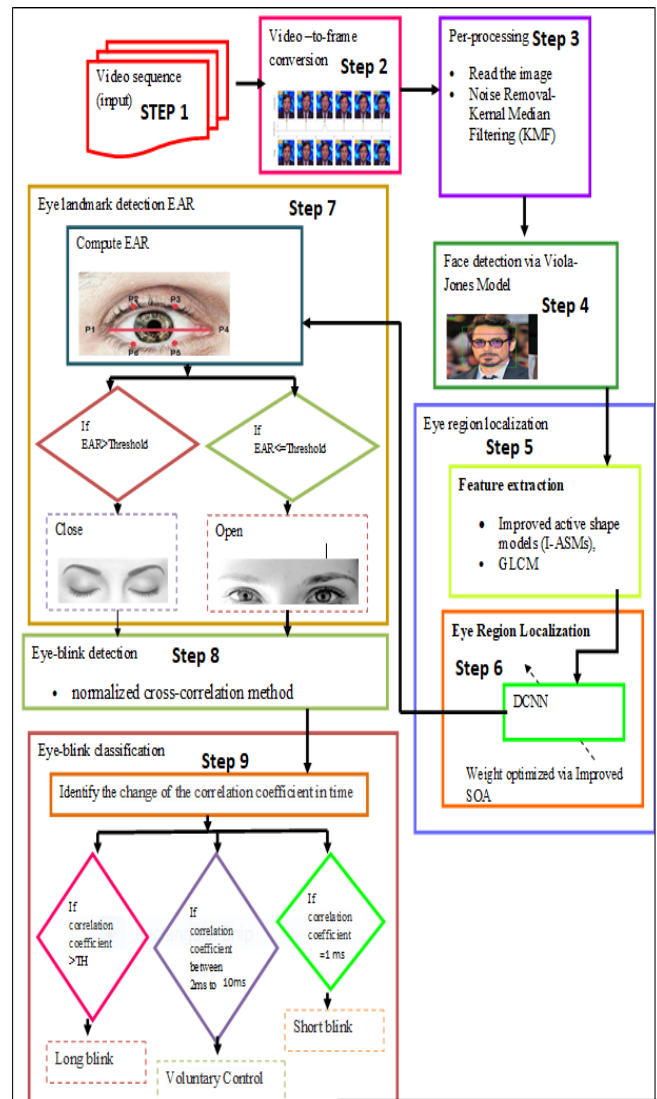 Video sequence
(input)
STEP 1
Video –to-frame
conversion
Step 2
Per-processing
Step 3
• Read the image
• Noise Removal-
Kernal Median
Filtering (KMF)
Face detection via Viola-
Jones Model
Step 4
Eye region localization
Step 5
Feature extraction
• Improved active shape
models (I-ASMs),
• GLCM
Eye Region Localization
Step 6
DCNN
Weight optimized via Improved
SOA
Eye landmark detection EAR
Step 7
Compute EAR
P1
P2
P3
P4
P6
P5
If
EAR>Threshold
If
EAR<=Threshold
Close
Open
Eye-blink detection
Step 8
• normalized cross-correlation method
Eye-blink classification
Step 9
Identify the change of the correlation coefficient in time
If
correlation
coefficient
>TH
If
correlation
coefficient
between
2ms to 10ms
If
correlation
coefficient
=1 ms
Long blink
Voluntary Control
Short blink